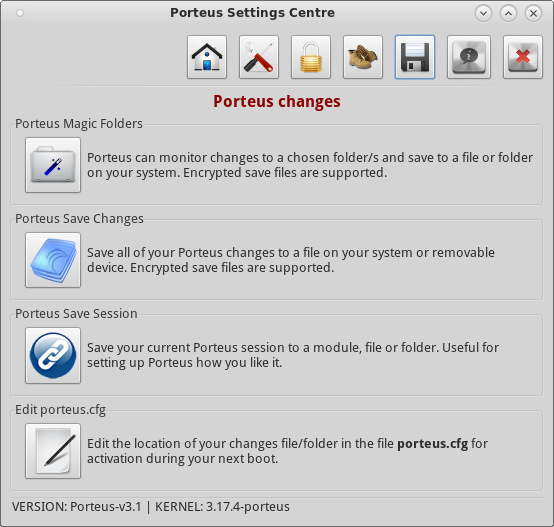 Porteus Settings Centre
Porteus changes
Porteus Magic Folders
Porteus can monitor changes to a chosen folder/s and save to a file or folder
on your system. Encrypted save files are supported.
Porteus Save Changes
Save all of your Porteus changes to a file on your system or removable
device. Encrypted save files are supported.
Porteus Save Session
Save your current Porteus session to a module, file or folder. Useful for
setting up Porteus how you like it.
Edit porteus.cfg
Edit the location of your changes file/folder in the file porteus.cfg for
activation during your next boot.
VERSION: Porteus-v3.1 | KERNEL: 3.17.4-porteus